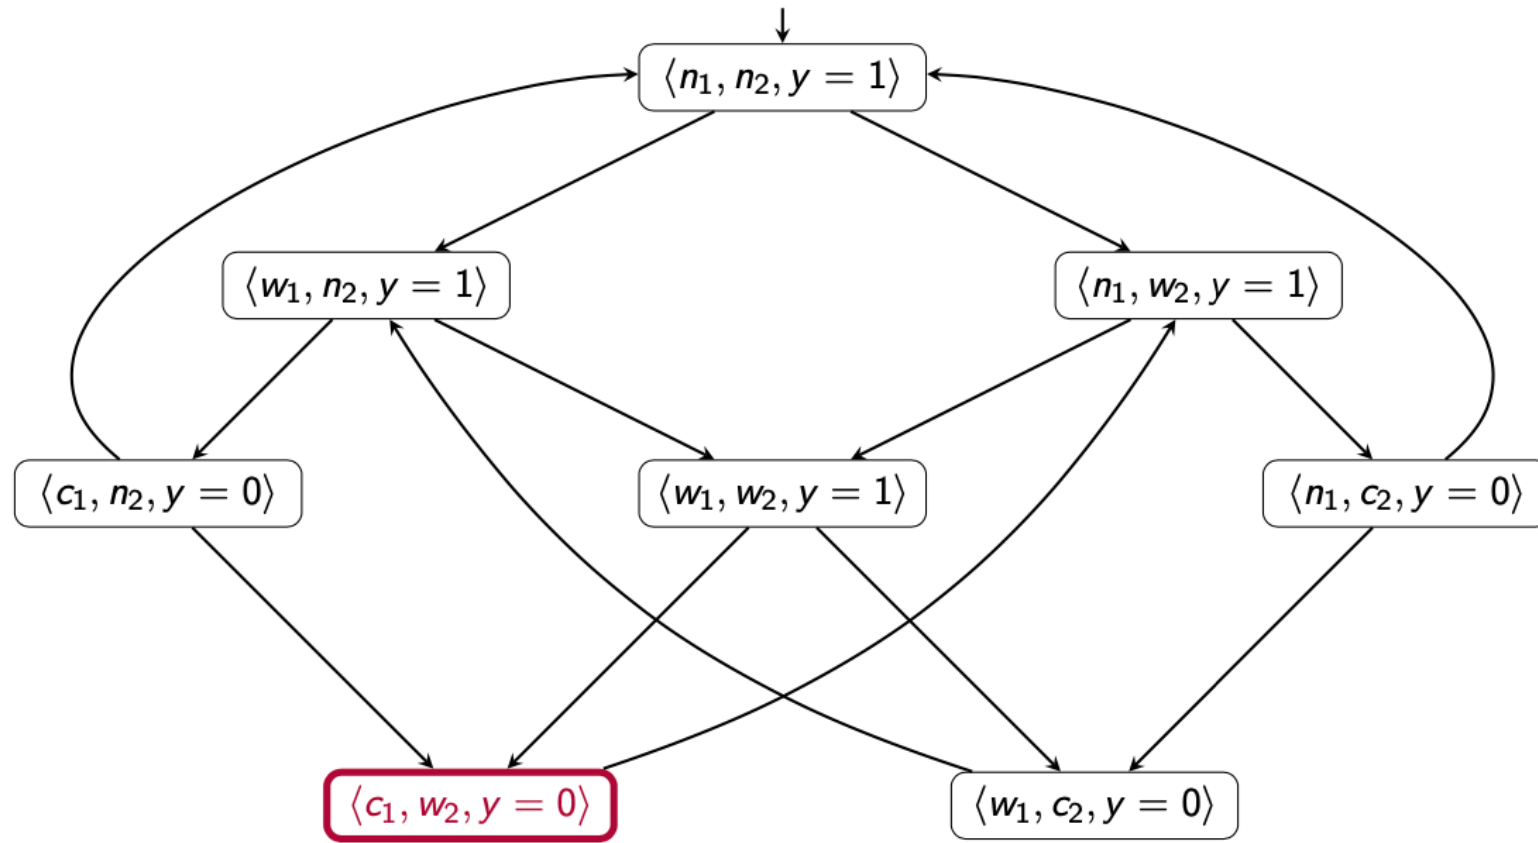 ⟨n₁, n₂, y = 1⟩
⟨w₁, n₂, y = 1⟩
⟨n₁, w₂, y = 1⟩
⟨c₁, n₂, y = 0⟩
⟨w₁, w₂, y = 1⟩
⟨n₁, c₂, y = 0⟩
⟨c₁, w₂, y = 0⟩
⟨w₁, c₂, y = 0⟩